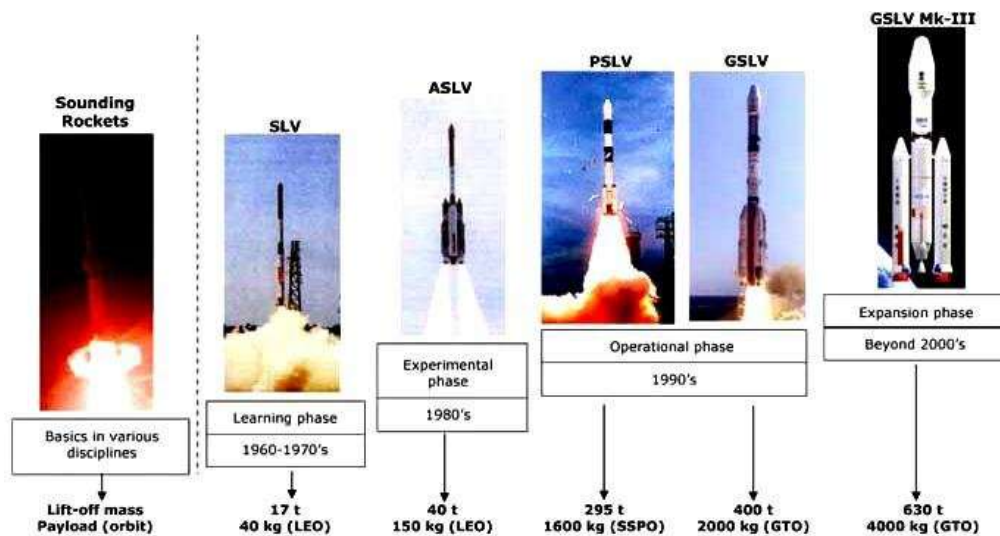 Sounding
Rockets
Basics in various
disciplines
Lift-off mass
Payload (orbit)
SLV
Learning phase
1960-1970's
17 t
40 kg (LEO)
ASLV
Experimental
phase
1980's
40 t
150 kg (LEO)
PSLV
GSLV
Operational phase
1990's
295 t
1600 kg (SSPO)
400 t
2000 kg (GTO)
GSLV Mk-III
Expansion phase
Beyond 2000's
630 t
4000 kg (GTO)